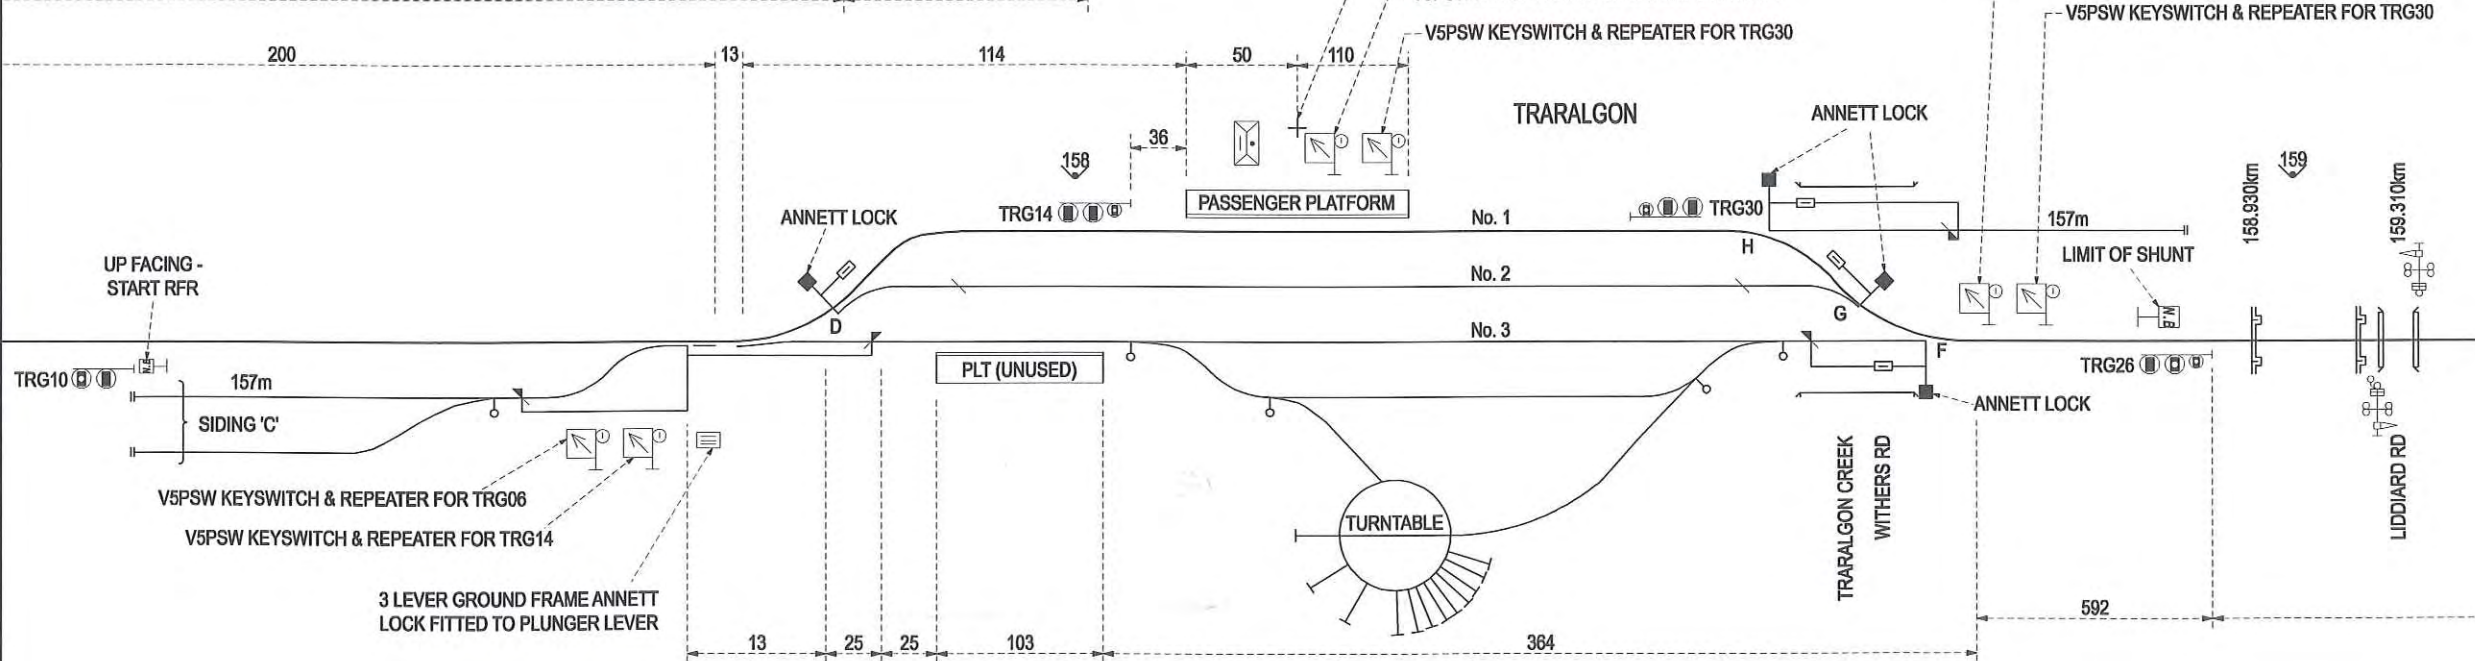 V5PSW KEYSWITCH & REPEATER FOR TRG30
V5PSW KEYSWITCH & REPEATER FOR TRG30
200
13
114
50
110
TRARALGON
ANNETT LOCK
36
158
159
158.930km
159.310km
TRG14
PASSENGER PLATFORM
TRG30
ANNETT LOCK
No. 1
157m
H
LIMIT OF SHUNT
UP FACING -
START RFR
No. 2
N.B
D
G
No. 3
F
TRG10
N.B
157m
PLT (UNUSED)
TRG26
SIDING 'C'
ANNETT LOCK
V5PSW KEYSWITCH & REPEATER FOR TRG06
V5PSW KEYSWITCH & REPEATER FOR TRG14
TURNTABLE
TRARALGON CREEK
WITHERS RD
LIDDIARD RD
3 LEVER GROUND FRAME ANNETT
LOCK FITTED TO PLUNGER LEVER
592
13
25
25
103
364